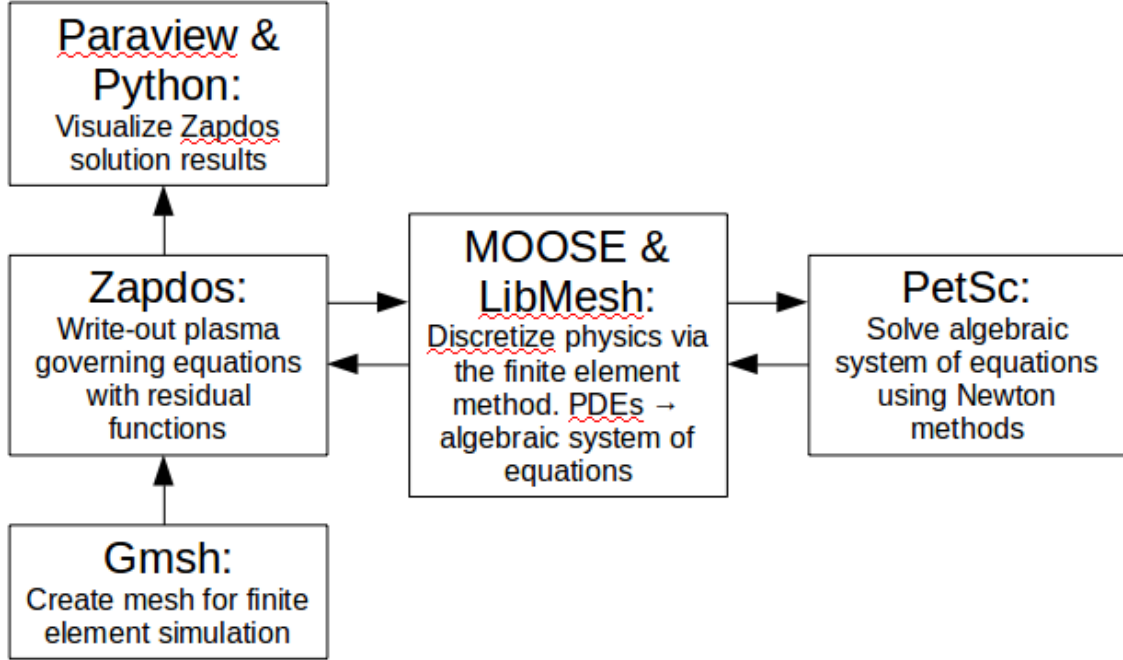 Paraview &
Python:
Visualize Zapdos
solution results
Zapdos:
Write-out plasma
governing equations
with residual
functions
MOOSE &
LibMesh:
Discretize physics via
the finite element
method. PDEs →
algebraic system of
equations
PetSc:
Solve algebraic
system of equations
using Newton
methods
Gmsh:
Create mesh for finite
element simulation